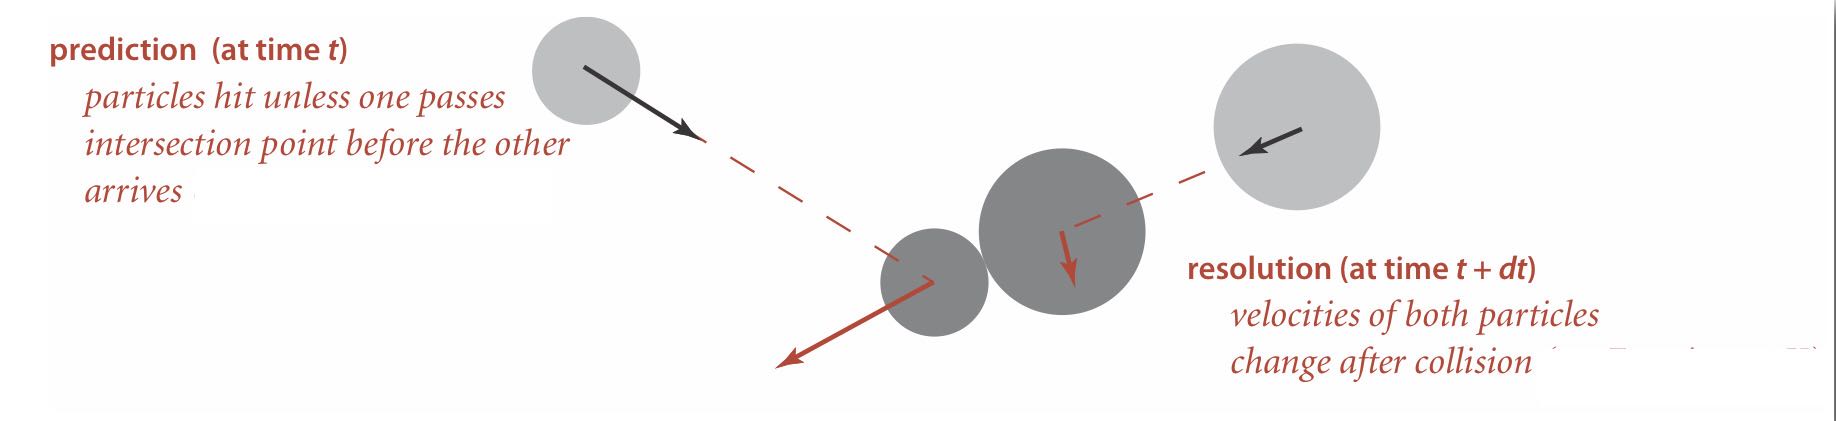 prediction (at time t)
particles hit unless one passes
intersection point before the other
arrives
resolution (at time t + dt)
velocities of both particles
change after collision